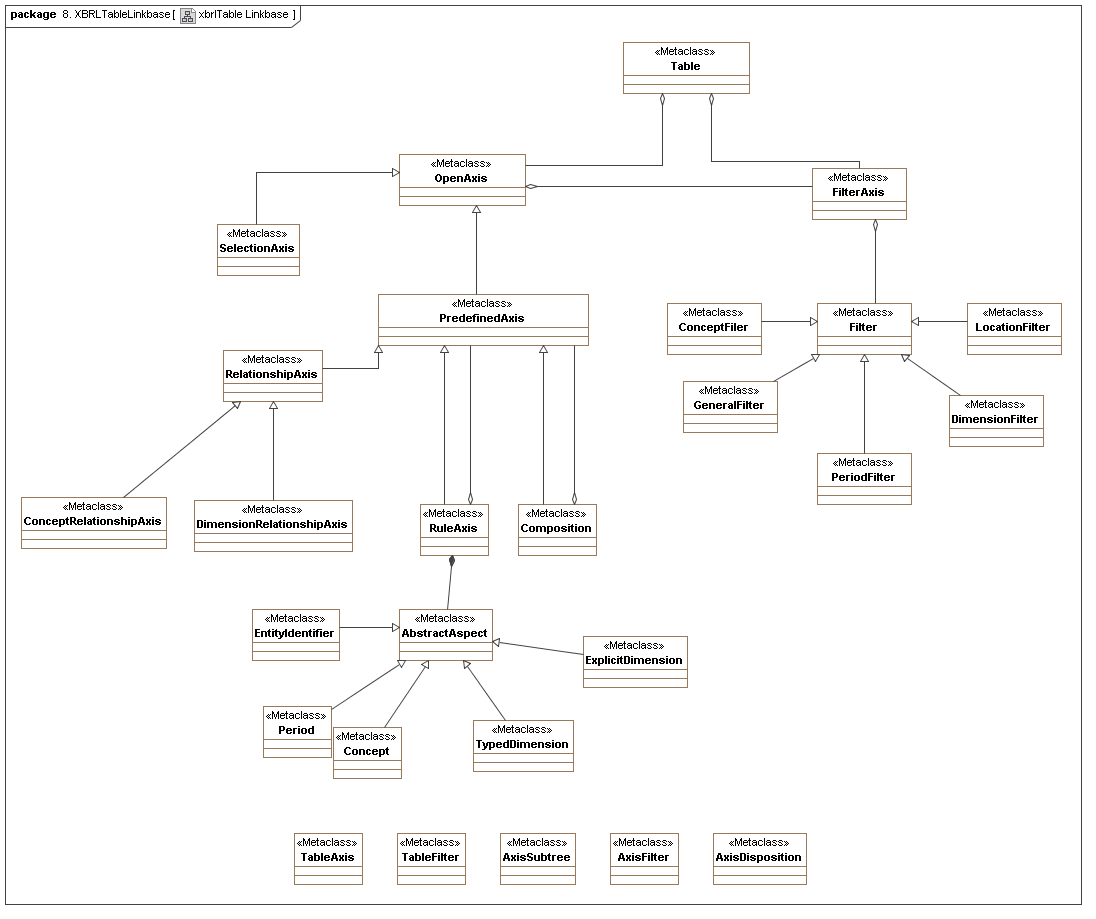 package 8. XBRLTableLinkbase [ xbrlTable Linkbase ]
«Metaclass»
Table
«Metaclass»
OpenAxis
«Metaclass»
FilterAxis
«Metaclass»
SelectionAxis
«Metaclass»
PredefinedAxis
«Metaclass»
ConceptFiler
«Metaclass»
Filter
«Metaclass»
LocationFilter
«Metaclass»
RelationshipAxis
«Metaclass»
GeneralFilter
«Metaclass»
DimensionFilter
«Metaclass»
PeriodFilter
«Metaclass»
ConceptRelationshipAxis
«Metaclass»
DimensionRelationshipAxis
«Metaclass»
RuleAxis
«Metaclass»
Composition
«Metaclass»
EntityIdentifier
«Metaclass»
AbstractAspect
«Metaclass»
ExplicitDimension
«Metaclass»
Period
«Metaclass»
Concept
«Metaclass»
TypedDimension
«Metaclass»
TableAxis
«Metaclass»
TableFilter
«Metaclass»
AxisSubtree
«Metaclass»
AxisFilter
«Metaclass»
AxisDisposition